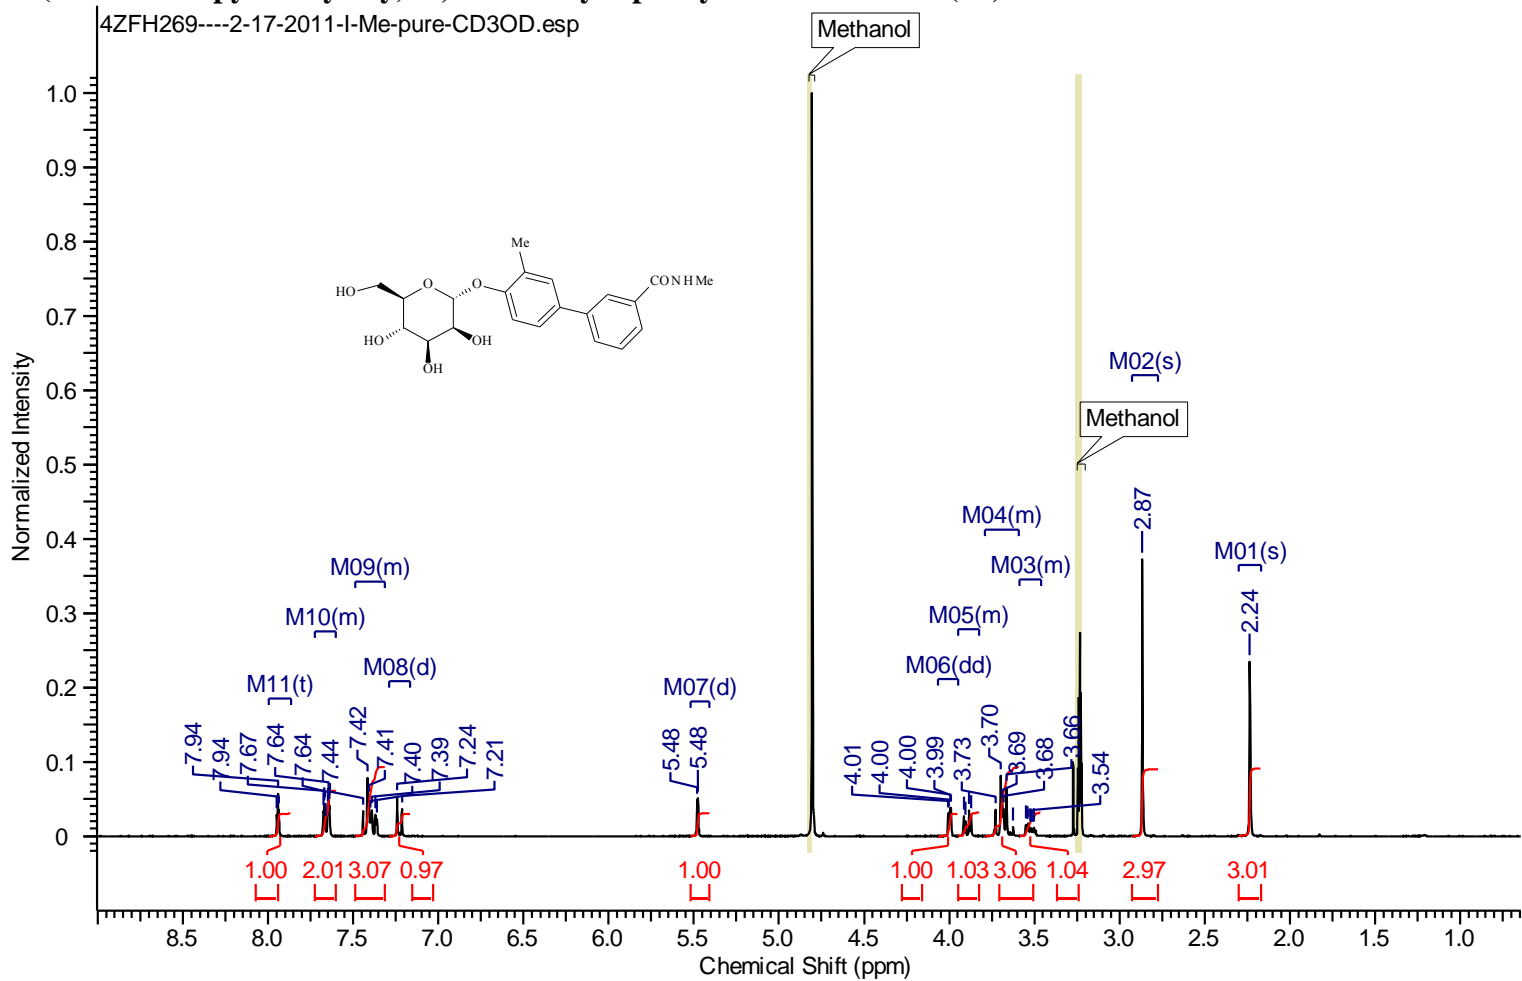 4ZFH269----2-17-2011-I-Me-pure-CD3OD.esp
Methanol
1.0
0.9
0.8
0.7
0.6
0.5
0.4
0.3
0.2
0.1
0
Normalized Intensity
Me
HO
O
O
CONHMe
HO
OH
OH
Methanol
M02(s)
M04(m)
M03(m)
M01(s)
M09(m)
M10(m)
M05(m)
M06(dd)
M08(d)
M11(t)
M07(d)
7.94
7.94
7.67
7.64
7.64
7.44
7.42
7.41
7.40
7.39
7.24
7.21
5.48
5.48
4.01
4.00
4.00
3.99
3.73
3.70
3.69
3.68
3.66
3.54
2.87
2.24
1.00 2.01 3.07 0.97 1.00 1.00 1.03 3.06 1.04 2.97 3.01
8.5 8.0 7.5 7.0 6.5 6.0 5.5 5.0 4.5 4.0 3.5 3.0 2.5 2.0 1.5 1.0
Chemical Shift (ppm)